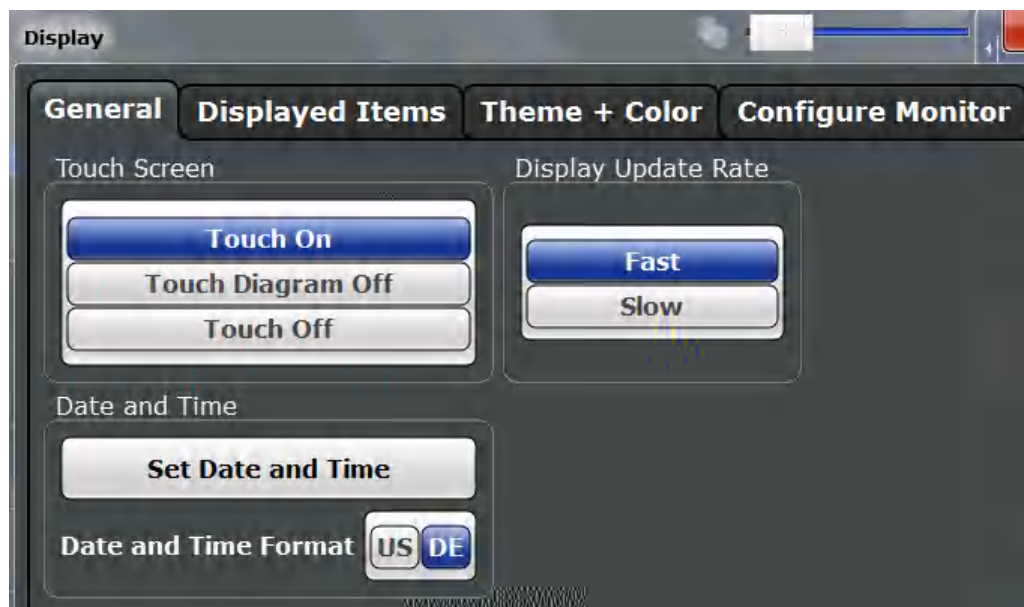 Display
General Displayed Items Theme + Color Configure Monitor
Touch Screen
Touch On
Touch Diagram Off
Touch Off
Display Update Rate
Fast
Slow
Date and Time
Set Date and Time
Date and Time Format US DE